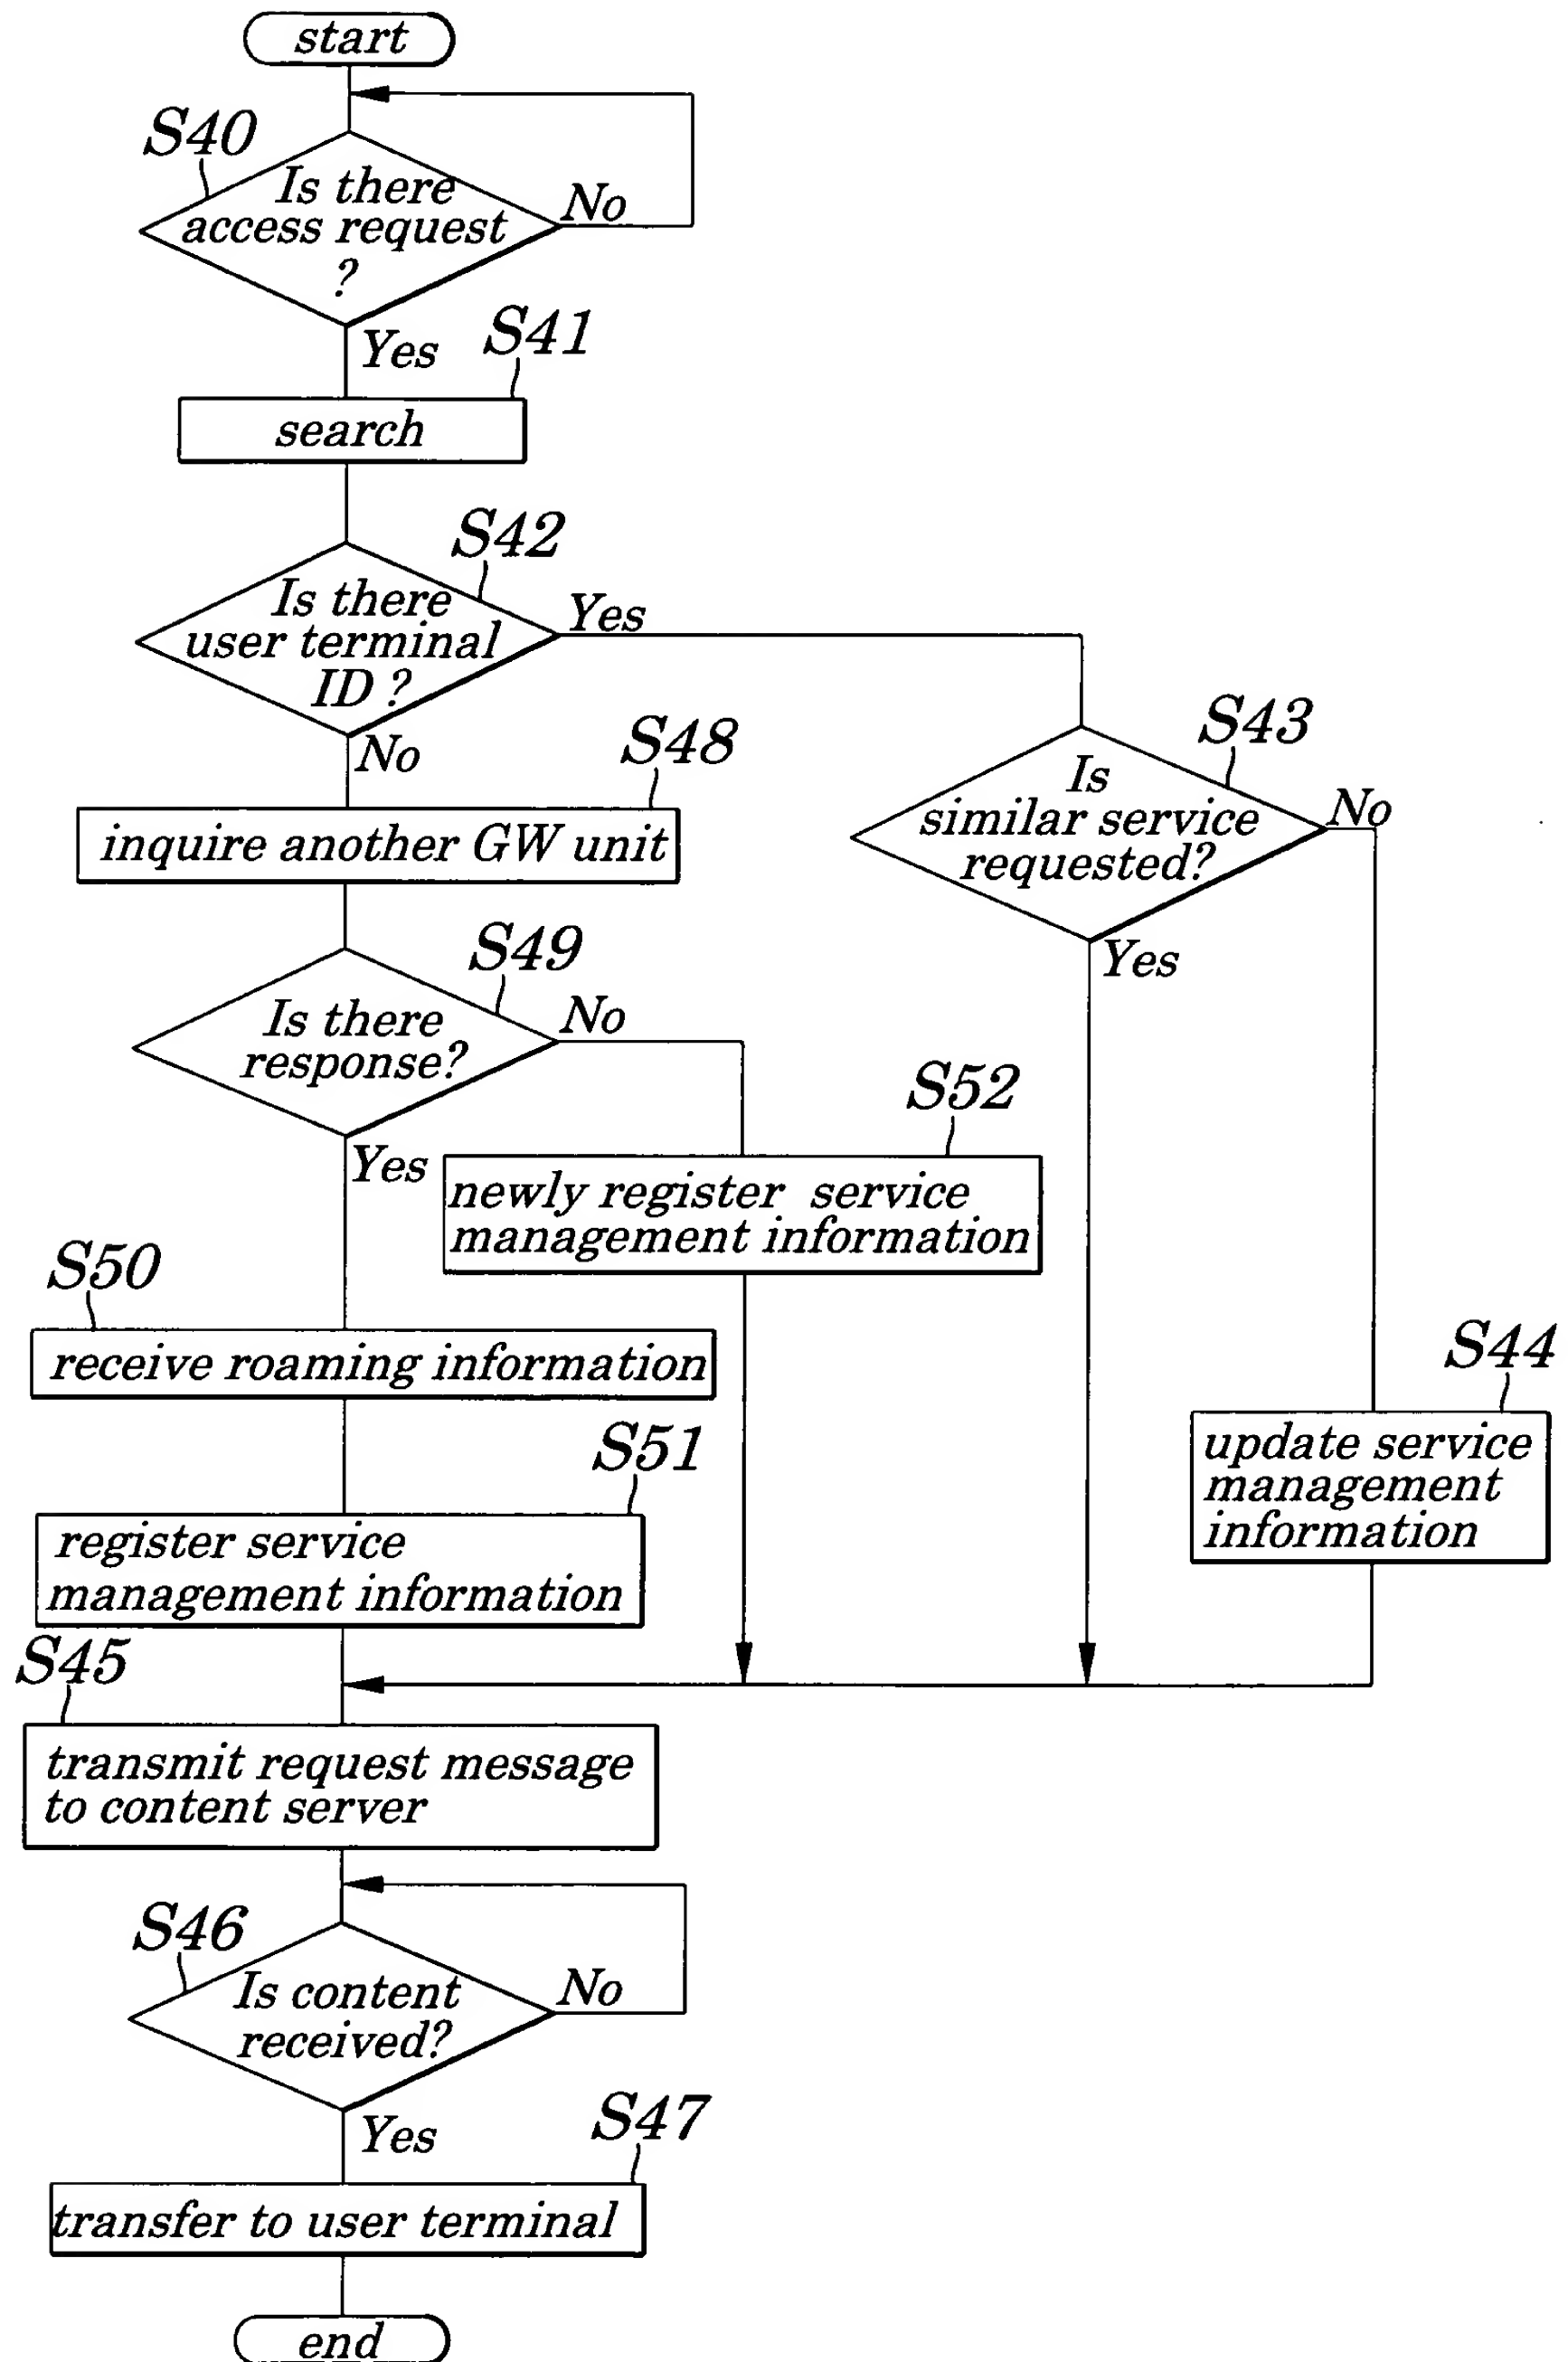 start
S40
Is there
access request
?
No
Yes
S41
search
S42
Is there
user terminal
ID ?
Yes
No
S43
Is
similar service
requested?
No
Yes
S48
inquire another GW unit
S49
Is there
response?
No
Yes
S52
newly register service
management information
S50
receive roaming information
S44
update service
management
information
S51
register service
management information
S45
transmit request message
to content server
S46
Is content
received?
No
Yes
S47
transfer to user terminal
end